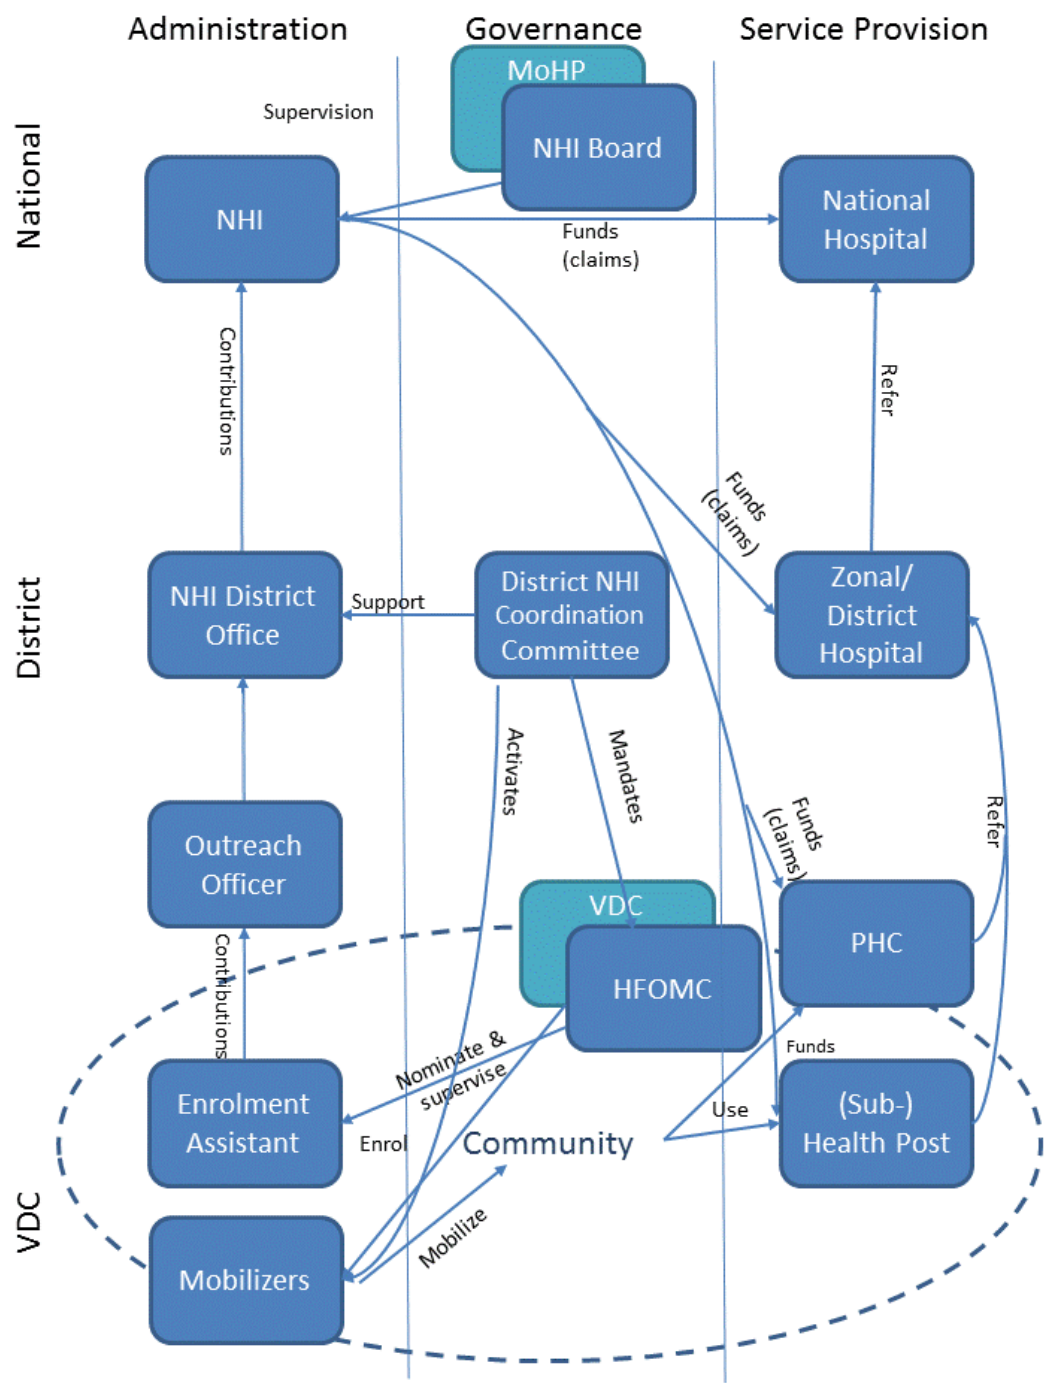 Administration
Governance
Service Provision
National
MoHP
Supervision
NHI Board
NHI
National
Hospital
Funds
(claims)
Contributions
Refer
Funds
(claims)
District
NHI District
Office
Support
District NHI
Coordination
Committee
Zonal/
District
Hospital
Activates
Mandates
Outreach
Officer
Funds
(claims)
Refer
VDC
PHC
HFOMC
Contributions
Nominate &
supervise
Funds
Enrolment
Assistant
Enrol
Community
Use
(Sub-)
Health Post
VDC
Mobilize
Mobilizers